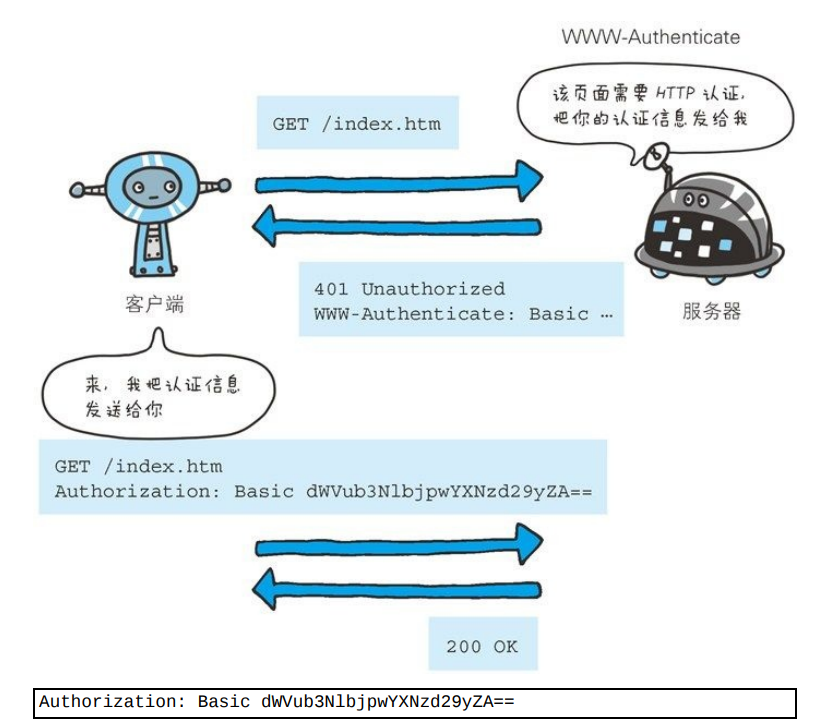 WWW-Authenticate
该页面需要 HTTP 认证,
把你的认证信息发给我
GET /index.htm
401 Unauthorized
WWW-Authenticate: Basic …
客户端
服务器
来, 我把认证信息
发送给你
GET /index.htm
Authorization: Basic dWVub3NlbjpwYXNzd29yZA==
200 OK
Authorization: Basic dWVub3NlbjpwYXNzd29yZA==